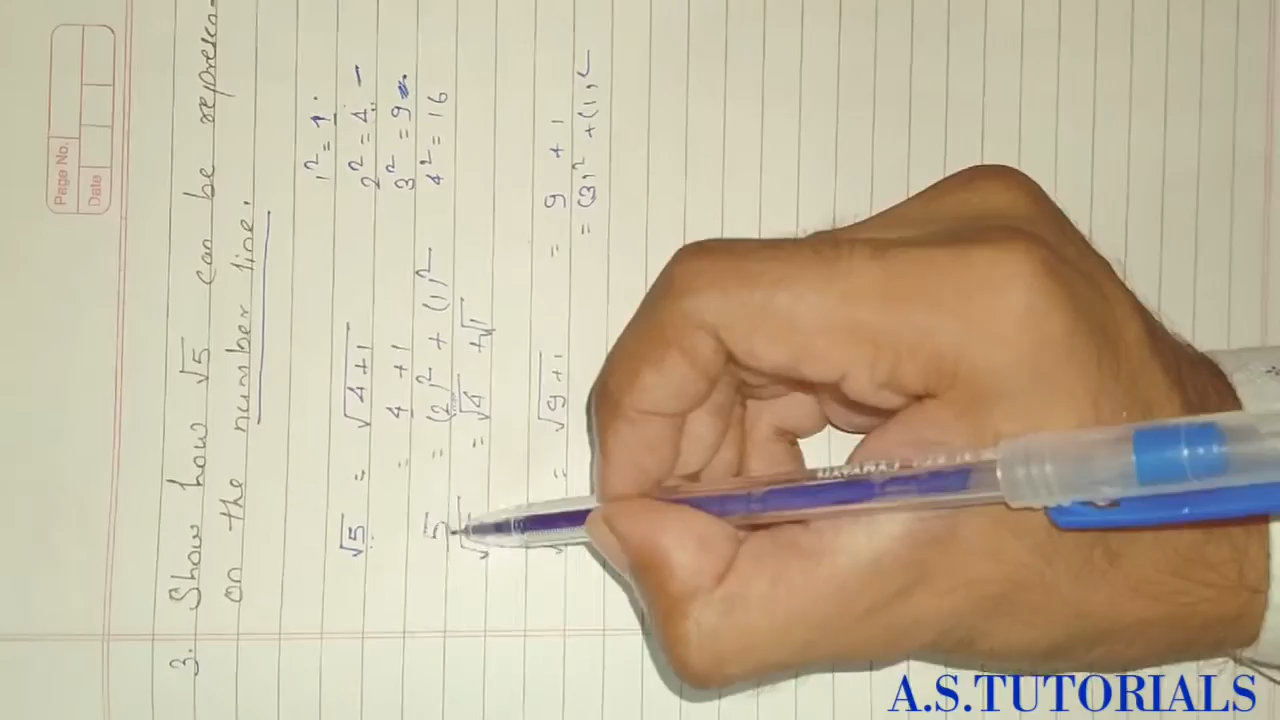 Page No.
Date
3. Show how √5 can be represen-
on the number line.
1² = 1
√5 = √4+1 2² = 4
= 4 + 1 3² = 9
5 = (2)² + (1)² 4² = 16
= √4 + √1
= √9+1 = 9 + 1
= (3)² + (1)²
A.S.TUTORIALS